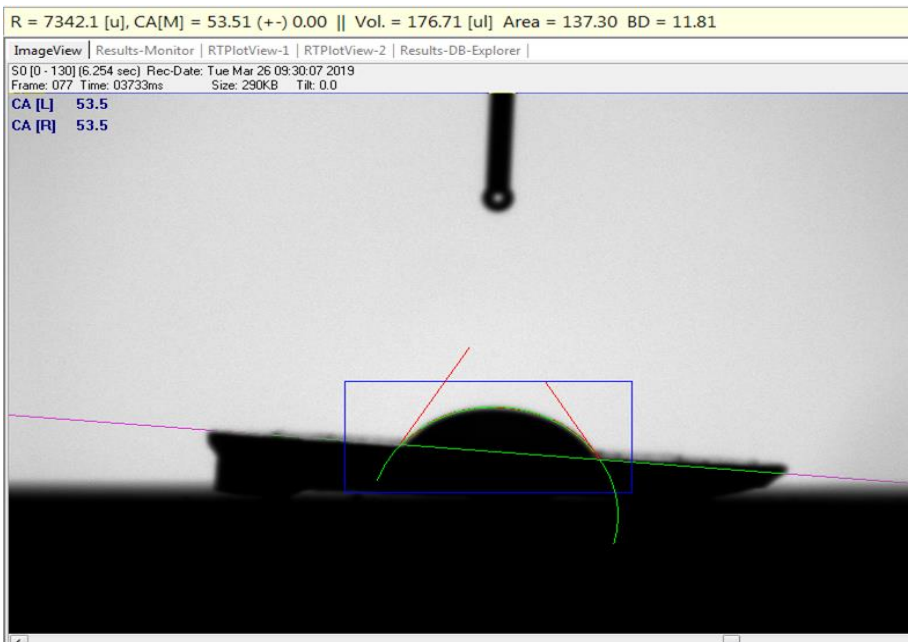 R = 7342.1 [u], CA[M] = 53.51 (+-) 0.00 || Vol. = 176.71 [ul] Area = 137.30 BD = 11.81
ImageView | Results-Monitor | RTPlotView-1 | RTPlotView-2 | Results-DB-Explorer |
S0 [0 - 130] (6.254 sec) Rec-Date: Tue Mar 26 09:30:07 2019
Frame: 077 Time: 03733ms Size: 290KB Tilt: 0.0
CA [L] 53.5
CA [R] 53.5